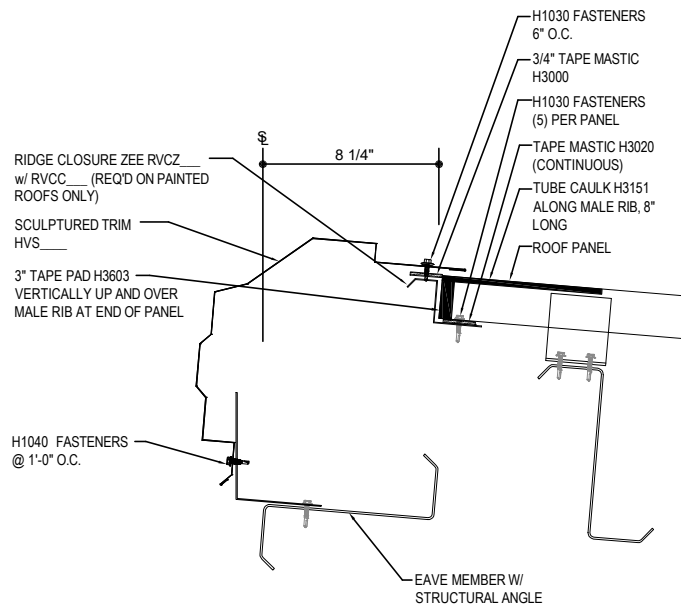 H1030 FASTENERS
6" O.C.
3/4" TAPE MASTIC
H3000
H1030 FASTENERS
(5) PER PANEL
TAPE MASTIC H3020
(CONTINUOUS)
TUBE CAULK H3151
ALONG MALE RIB, 8"
LONG
ROOF PANEL
℄
8 1/4"
RIDGE CLOSURE ZEE RVCZ___
w/ RVCC___ (REQ'D ON PAINTED
ROOFS ONLY)
SCULPTURED TRIM
HVS____
3" TAPE PAD H3603
VERTICALLY UP AND OVER
MALE RIB AT END OF PANEL
H1040 FASTENERS
@ 1'-0" O.C.
EAVE MEMBER W/
STRUCTURAL ANGLE